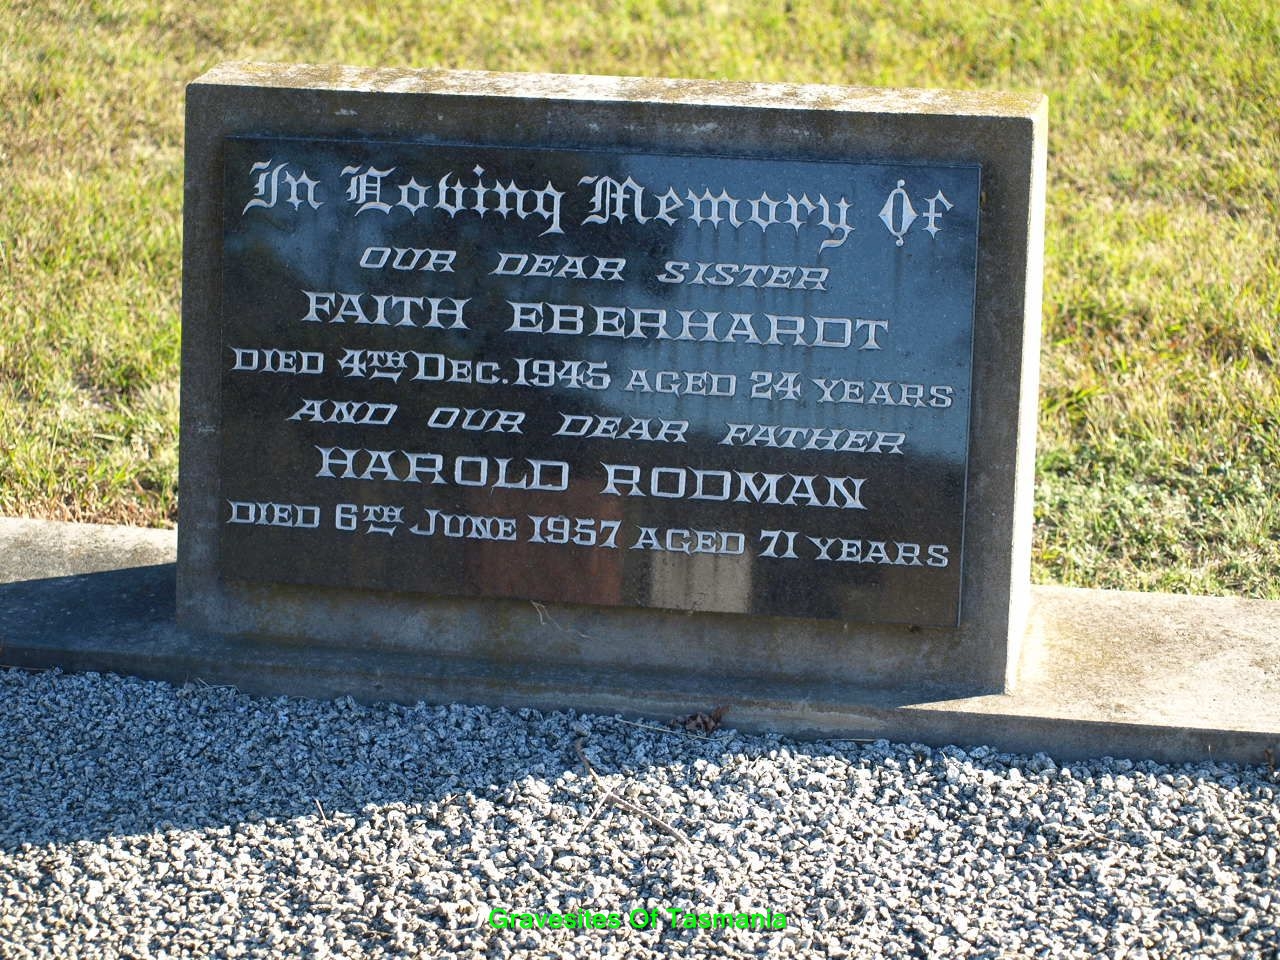 In Loving Memory Of
OUR DEAR SISTER
FAITH EBERHARDT
DIED 4TH DEC. 1945 AGED 24 YEARS
AND OUR DEAR FATHER
HAROLD RODMAN
DIED 6TH JUNE 1957 AGED 71 YEARS
Gravesites Of Tasmania